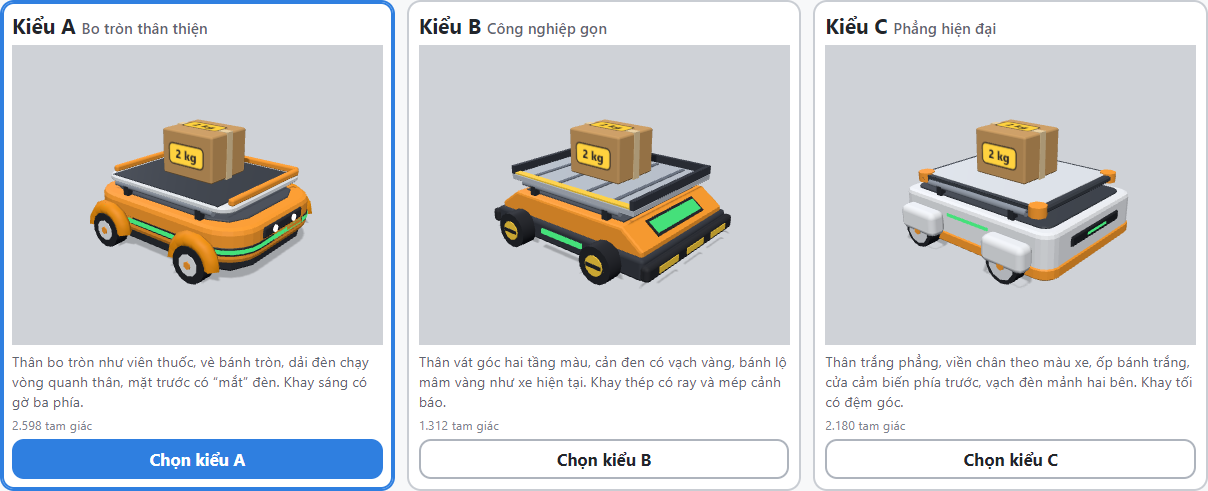 Kiểu A Bo tròn thân thiện
2 kg
2 kg
Thân bo tròn như viên thuốc, vè bánh tròn, dải đèn chạy
vòng quanh thân, mặt trước có “mắt” đèn. Khay sáng có
gờ ba phía.
2.598 tam giác
Chọn kiểu A
Kiểu B Công nghiệp gọn
2 kg
2 kg
Thân vát góc hai tầng màu, cản đen có vạch vàng, bánh lộ
mâm vàng như xe hiện tại. Khay thép có ray và mép cảnh
báo.
1.312 tam giác
Chọn kiểu B
Kiểu C Phẳng hiện đại
2 kg
2 kg
Thân trắng phẳng, viền chân theo màu xe, ốp bánh trắng,
cửa cảm biến phía trước, vạch đèn mảnh hai bên. Khay tối
có đệm góc.
2.180 tam giác
Chọn kiểu C